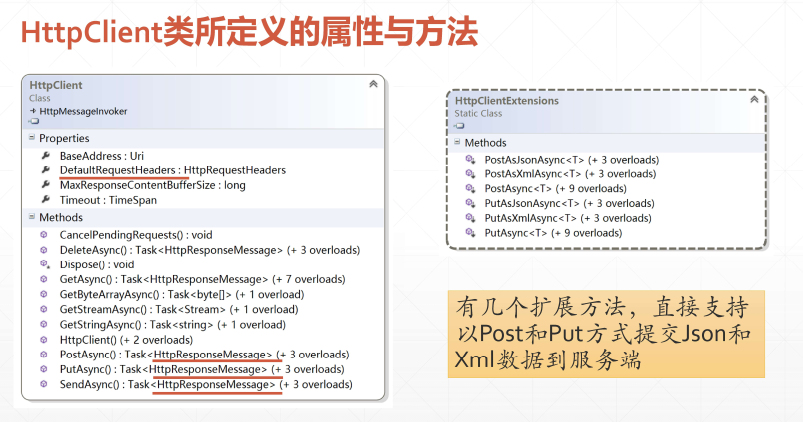 HttpClient类所定义的属性与方法
HttpClient
Class
HttpMessageInvoker
Properties
BaseAddress : Uri
DefaultRequestHeaders : HttpRequestHeaders
MaxResponseContentBufferSize : long
Timeout : TimeSpan
Methods
CancelPendingRequests() : void
DeleteAsync() : Task<HttpResponseMessage> (+ 3 overloads)
Dispose() : void
GetAsync() : Task<HttpResponseMessage> (+ 7 overloads)
GetByteArrayAsync() : Task<byte[]> (+ 1 overload)
GetStreamAsync() : Task<Stream> (+ 1 overload)
GetStringAsync() : Task<string> (+ 1 overload)
HttpClient() (+ 2 overloads)
PostAsync() : Task<HttpResponseMessage> (+ 3 overloads)
PutAsync() : Task<HttpResponseMessage> (+ 3 overloads)
SendAsync() : Task<HttpResponseMessage> (+ 3 overloads)
HttpClientExtensions
Static Class
Methods
PostAsJsonAsync<T> (+ 3 overloads)
PostAsXmlAsync<T> (+ 3 overloads)
PostAsync<T> (+ 9 overloads)
PutAsJsonAsync<T> (+ 3 overloads)
PutAsXmlAsync<T> (+ 3 overloads)
PutAsync<T> (+ 9 overloads)
有几个扩展方法，直接支持
以Post和Put方式提交Json和
Xml数据到服务端